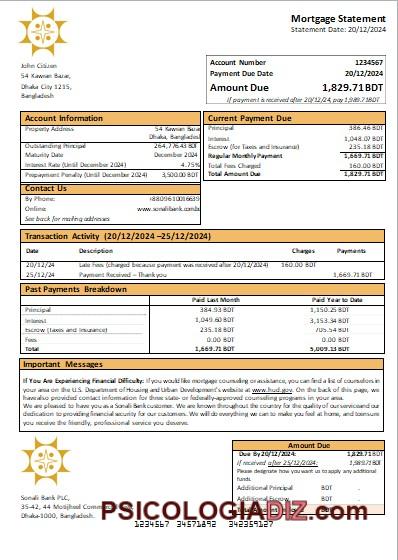 Mortgage Statement
Statement Date: 20/12/2024
John Citizen
54 Kawran Bazar,
Dhaka City 1215,
Bangladesh
Account Number 1234567
Payment Due Date 20/12/2024
Amount Due 1,829.71BDT
If payment is received after 20/12/24, pay 1,989.71BDT
Account Information
Property Address 54 Kawran Bazar
Dhaka, Banglades
Outstanding Principal 264,776.43 BDT
Maturity Date December 2024
Interest Rate (Until December 2024) 4.75%
Prepayment Penalty (Until December 2024) 3,500.00 BDT
Contact Us
By Phone: +8809610016639
Online: www.sonalibank.com.b
See back for mailing addresses
Current Payment Due
Principal 386.46 BDT
Interest 1,048.07 BDT
Escrow (for Taxes and Insurance) 235.18 BDT
Regular Monthly Payment 1,669.71 BDT
Total Fees Charged 160.00 BDT
Total Amount Due 1,829.71 BDT
Transaction Activity (20/12/2024 –25/12/2024)
Date Description Charges Payments
20/12/24 Late Fees (charged because payment was received after 20/12/2024) 160.00 BDT
25/12/24 Payment Received – Thank you 1,669.71 BDT
Past Payments Breakdown
Paid Last Month Paid Year to Date
Principal 384.93 BDT 1,150.25 BDT
Interest 1,049.60 BDT 3,153.34 BDT
Escrow (Taxes and Insurance) 235.18 BDT 705.54 BDT
Fees 0.00 BDT 0.00 BDT
Total 1,669.71 BDT 5,009.13 BDT
Important Messages
If You Are Experiencing Financial Difficulty: If you would like mortgage counseling or assistance, you can find a list of counselors in
your area on the U.S. Department of Housing and Urban Development's website at www.hud.gov. On the back of this page, we
have also provided contact information for three state- or federally-approved counseling programs in your area.
We are pleased to have you as a Sonali Bank customer. We are known throughout the country for the quality of our service and our
dedication to providing financial security for our customers. We will do everything we can to make you feel at home, and to ensure
you receive the friendly, professional service you deserve.
Amount Due
Due By 20/12/2024: 1,829.71 BDT
If received after 25/12/2024: 1,989.71 BDT
Please designate how you want us to apply any additional
funds.
Additional Principal BDT
Additional Escrow BDT
Sonali Bank PLC,
35-42, 44 Motijheel
Dhaka-1000, Bangladesh.
PSICOLOGIADIZ.com
1234567 34571892 342359127